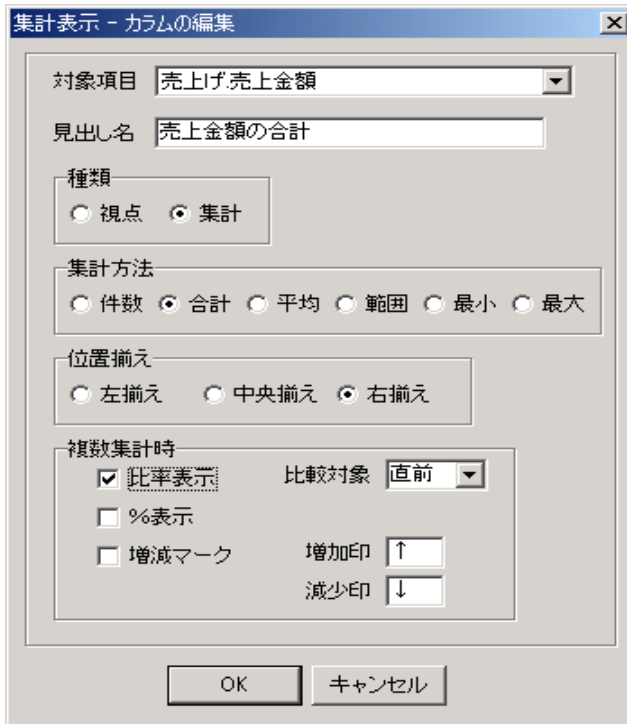 集計表示 - カラムの編集
対象項目 売上げ.売上金額
見出し名 売上金額の合計
種類
視点 集計
集計方法
件数 合計 平均 範囲 最小 最大
位置揃え
左揃え 中央揃え 右揃え
複数集計時
比率表示 比較対象 直前
%表示
増減マーク 増加印 ↑
減少印 ↓
OK キャンセル